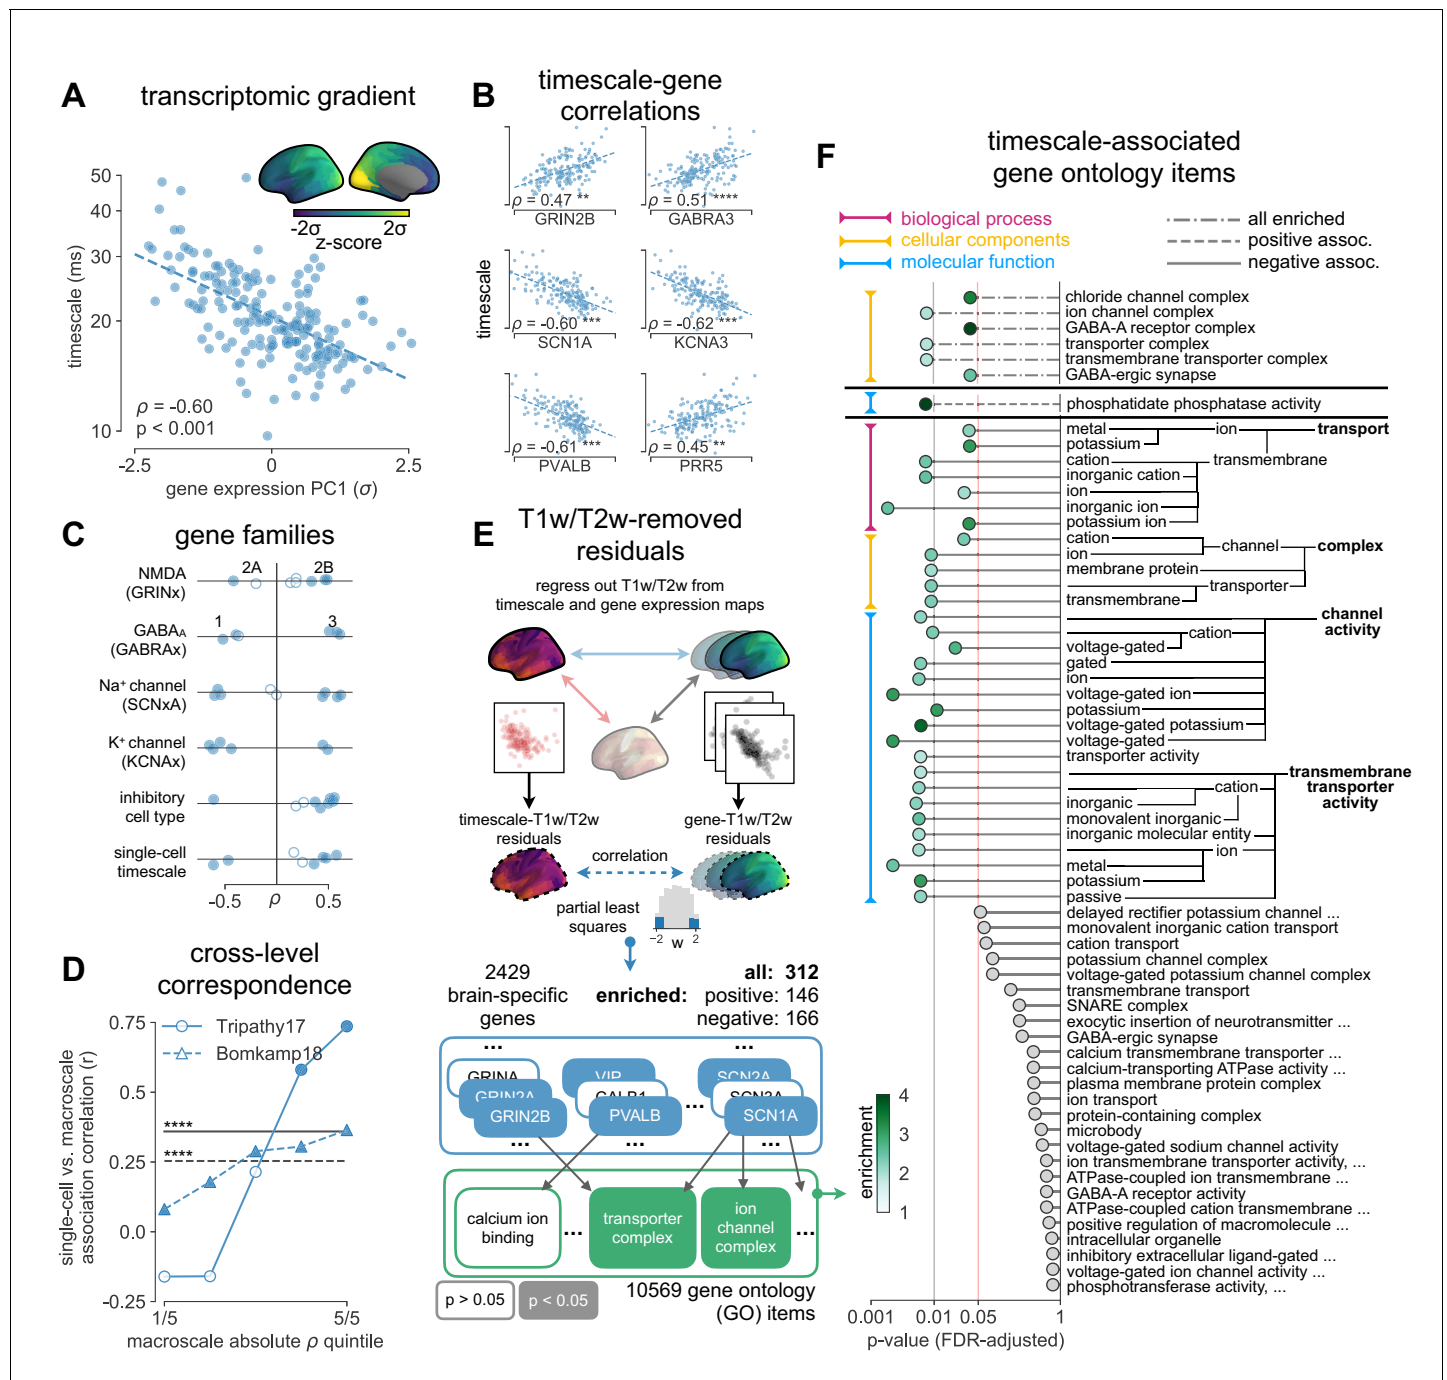 A
transcriptomic gradient
50
40
30
20
10
timescale (ms)
-2σ
2σ
z-score
ρ = -0.60
p < 0.001
-2.5
0
2.5
gene expression PC1 (σ)
B
timescale-gene
correlations
timescale
ρ = 0.47 **
GRIN2B
ρ = 0.51 ****
GABRA3
ρ = -0.60 ***
SCN1A
ρ = -0.62 ***
KCNA3
ρ = -0.61 ***
PVALB
ρ = 0.45 **
PRR5
C
gene families
NMDA
(GRINx)
2A
2B
GABAA
(GABRAx)
1
3
Na+ channel
(SCNxA)
K+ channel
(KCNAx)
inhibitory
cell type
single-cell
timescale
-0.5
ρ
0.5
D
cross-level
correspondence
single-cell vs. macroscale
association correlation (r)
0.75
0.5
0.25
0.0
-0.25
Tripathy17
Bomkamp18
****
****
1/5
5/5
macroscale absolute ρ quintile
E
T1w/T2w-removed
residuals
regress out T1w/T2w from
timescale and gene expression maps
timescale-T1w/T2w
residuals
gene-T1w/T2w
residuals
correlation
partial least
squares
−2
2
w
2429
brain-specific
genes
all: 312
enriched: positive: 146
negative: 166
...
...
GRINA
GRIN2A
GRIN2B
VIP
CALB1
PVALB
...
SCN2A
SCN3A
SCN1A
...
...
...
calcium ion
binding
...
transporter
complex
ion
channel
complex
...
p > 0.05
p < 0.05
10569 gene ontology
(GO) items
F
timescale-associated
gene ontology items
biological process
cellular components
molecular function
all enriched
positive assoc.
negative assoc.
chloride channel complex
ion channel complex
GABA-A receptor complex
transporter complex
transmembrane transporter complex
GABA-ergic synapse
phosphatidate phosphatase activity
metal
ion
transport
potassium
cation
transmembrane
inorganic cation
ion
inorganic ion
potassium ion
cation
channel
complex
ion
membrane protein
transporter
transmembrane
channel
activity
cation
voltage-gated
gated
ion
voltage-gated ion
potassium
voltage-gated potassium
voltage-gated
transporter activity
transmembrane
transporter
activity
cation
inorganic
monovalent inorganic
inorganic molecular entity
ion
metal
potassium
passive
delayed rectifier potassium channel ...
monovalent inorganic cation transport
cation transport
potassium channel complex
voltage-gated potassium channel complex
transmembrane transport
SNARE complex
exocytic insertion of neurotransmitter ...
GABA-ergic synapse
calcium transmembrane transporter ...
calcium-transporting ATPase activity ...
plasma membrane protein complex
ion transport
protein-containing complex
microbody
voltage-gated sodium channel activity
ion transmembrane transporter activity, ...
ATPase-coupled ion transmembrane ...
GABA-A receptor activity
ATPase-coupled cation transmembrane ...
positive regulation of macromolecule ...
intracellular organelle
inhibitory extracellular ligand-gated ...
voltage-gated ion channel activity ...
phosphotransferase activity, ...
enrichment
4
3
2
1
0.001
0.01
0.05
1
p-value (FDR-adjusted)